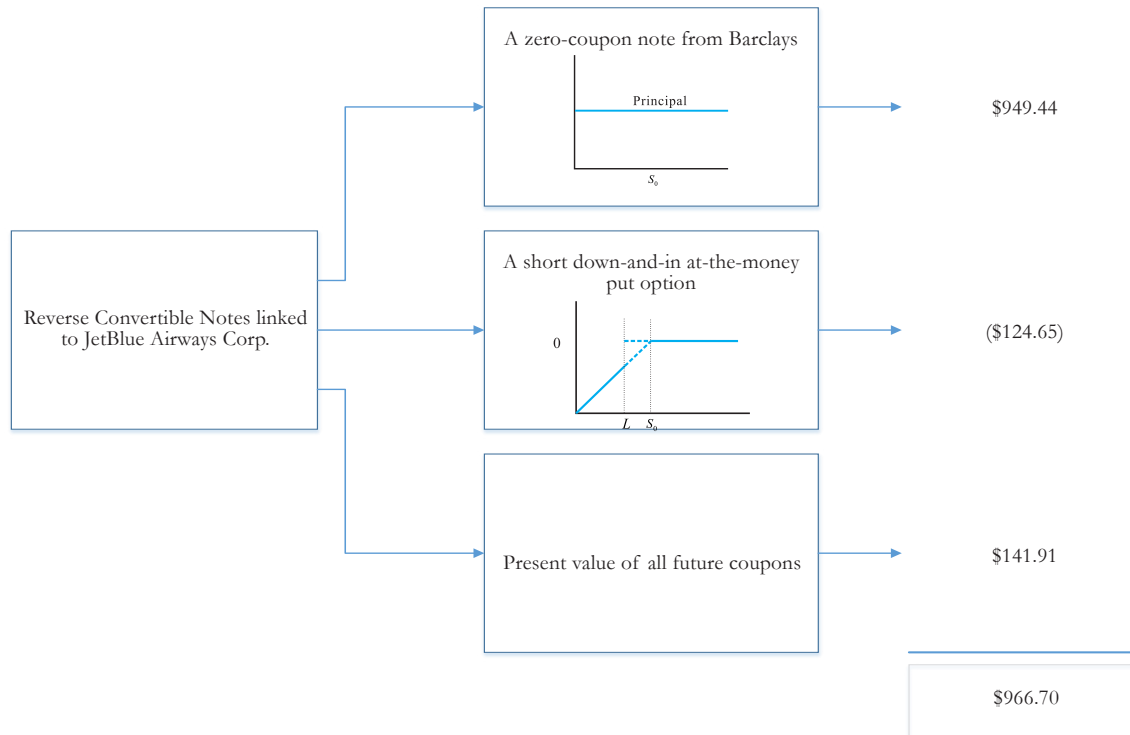 A zero-coupon note from Barclays
Principal
S₀
$949.44
Reverse Convertible Notes linked
to JetBlue Airways Corp.
A short down-and-in at-the-money
put option
0
L S₀
($124.65)
Present value of all future coupons
$141.91
$966.70